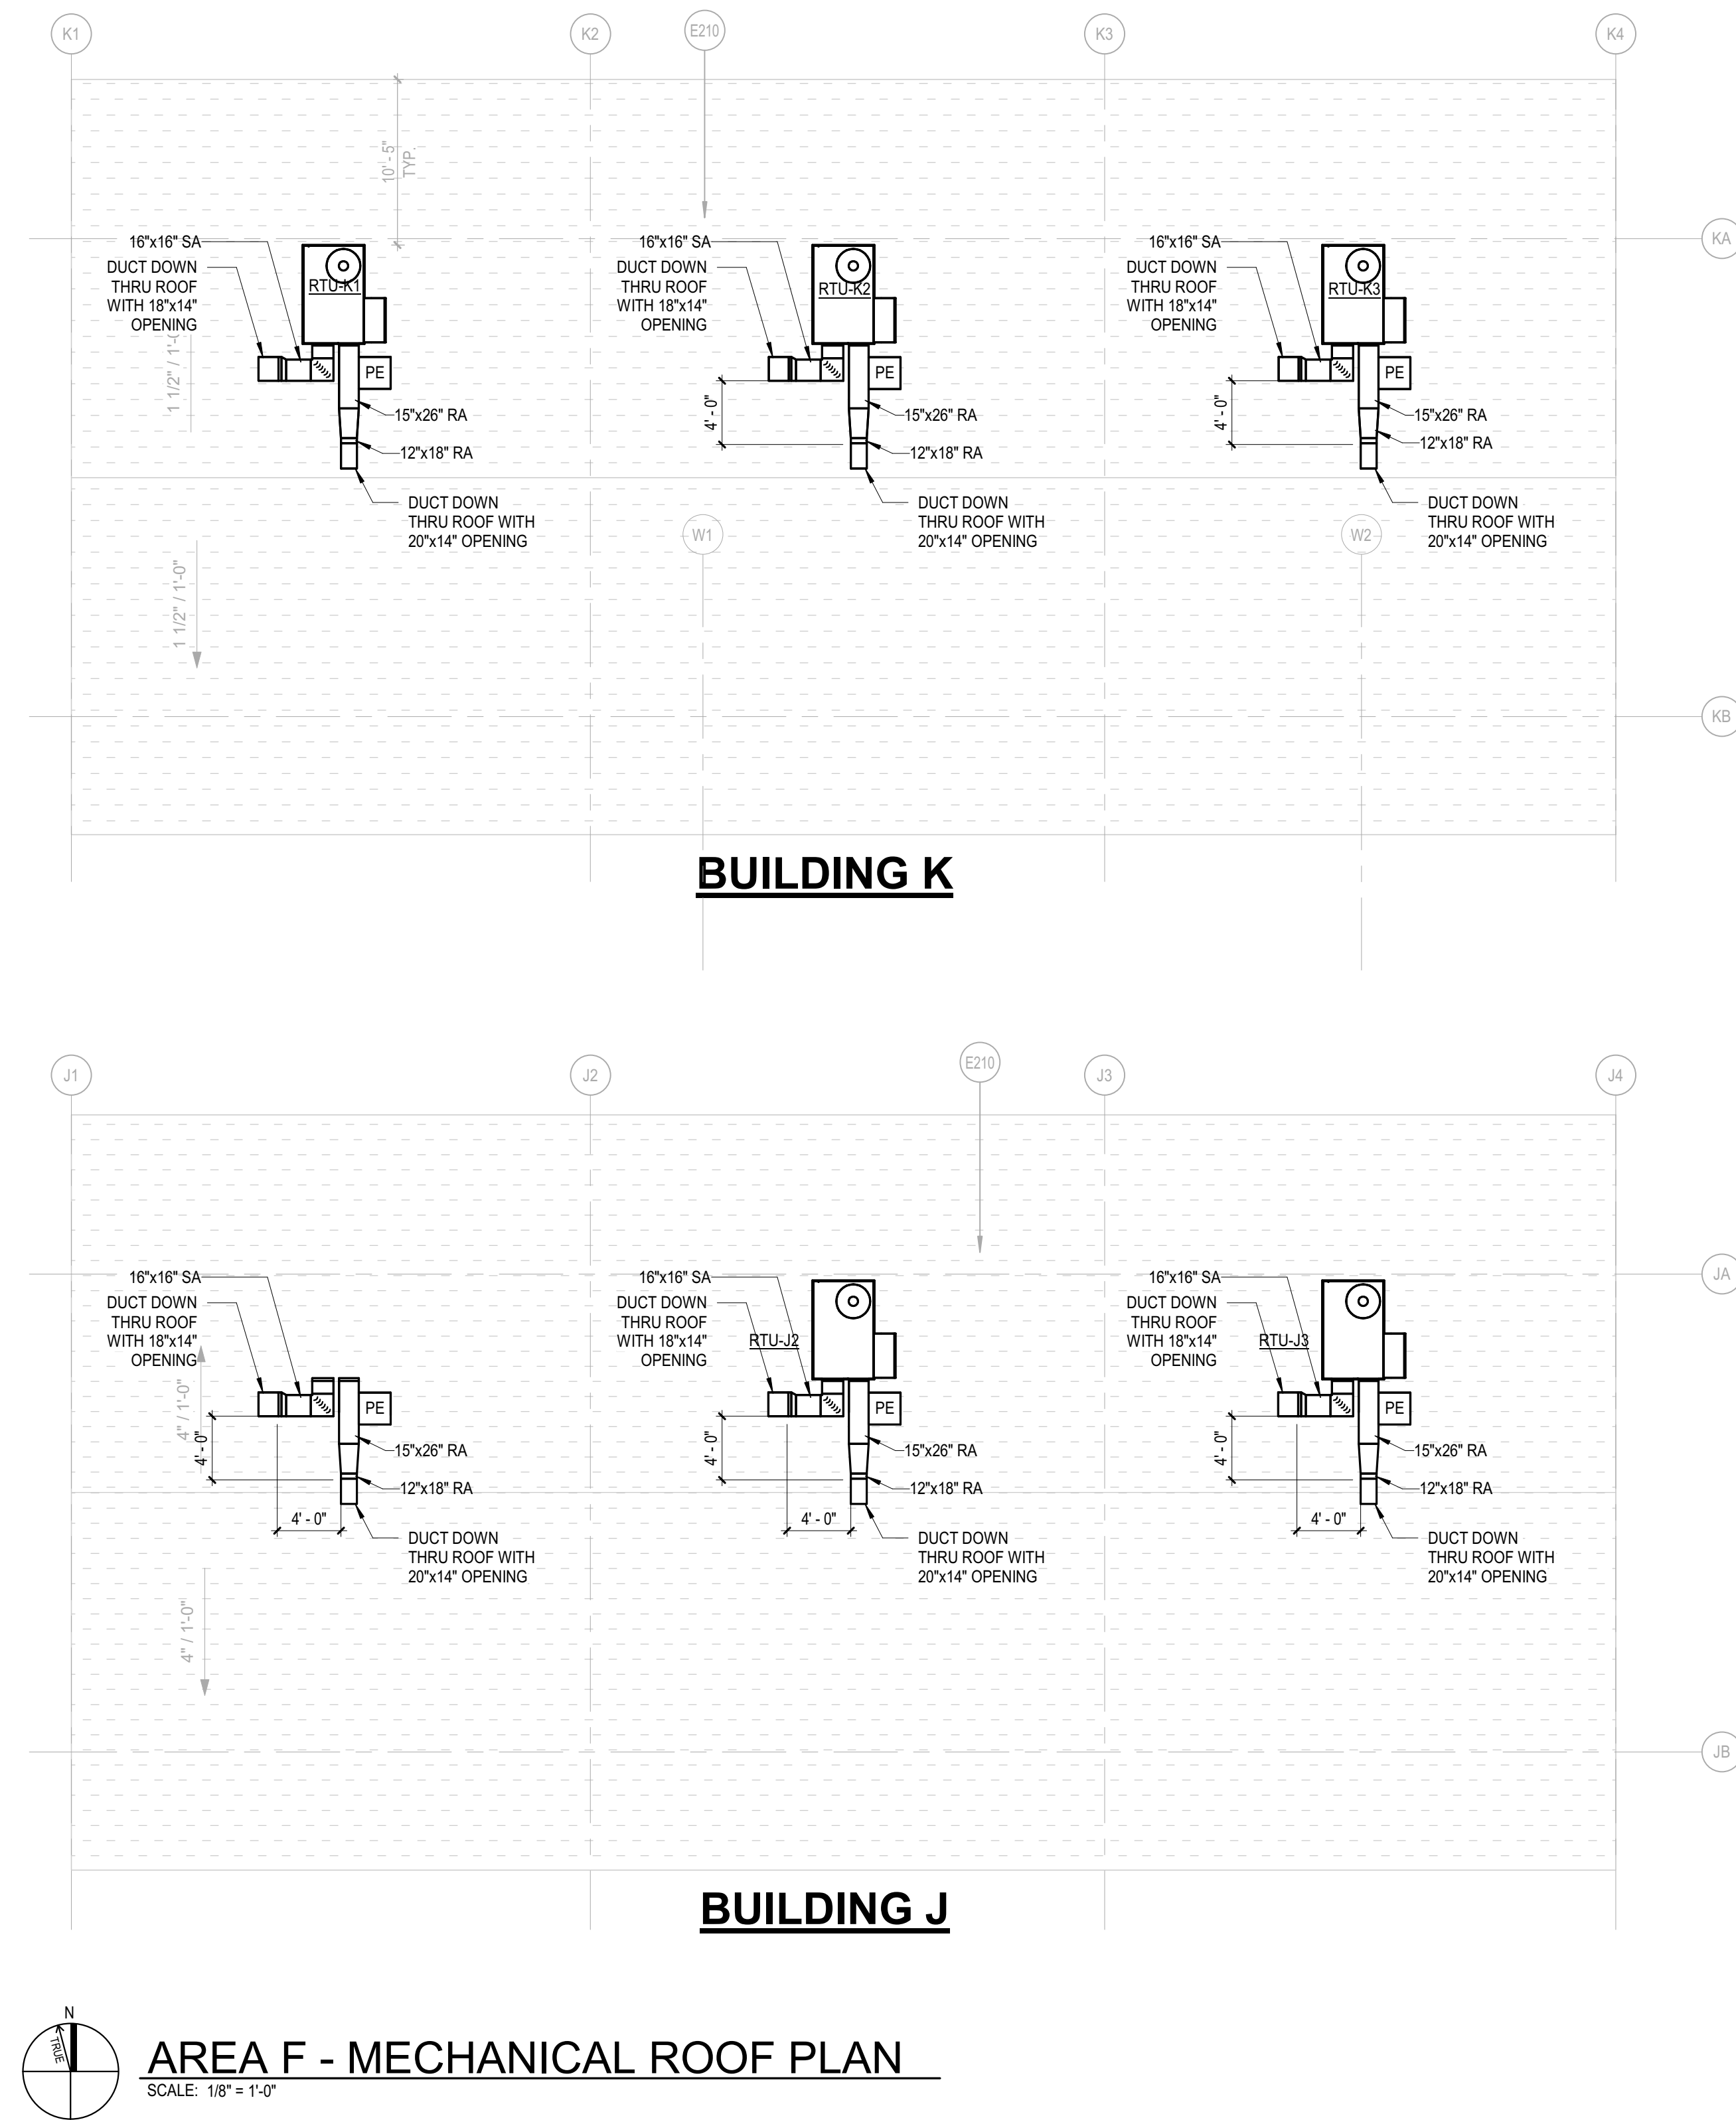 K1
K2
E210
K3
K4
10' - 5"
TYP.
KA
16"x16" SA
DUCT DOWN
THRU ROOF
WITH 18"x14"
OPENING
RTU-K1
PE
15"x26" RA
12"x18" RA
DUCT DOWN
THRU ROOF WITH
20"x14" OPENING
16"x16" SA
DUCT DOWN
THRU ROOF
WITH 18"x14"
OPENING
RTU-K2
PE
4' - 0"
15"x26" RA
12"x18" RA
DUCT DOWN
THRU ROOF WITH
20"x14" OPENING
16"x16" SA
DUCT DOWN
THRU ROOF
WITH 18"x14"
OPENING
RTU-K3
PE
4' - 0"
15"x26" RA
12"x18" RA
DUCT DOWN
THRU ROOF WITH
20"x14" OPENING
1 1/2" / 1'-0
W1
W2
1 1/2" / 1'-0"
KB
BUILDING K
J1
J2
E210
J3
J4
JA
16"x16" SA
DUCT DOWN
THRU ROOF
WITH 18"x14"
OPENING
PE
4" / 1'-0"
4' - 0"
15"x26" RA
12"x18" RA
4' - 0"
DUCT DOWN
THRU ROOF WITH
20"x14" OPENING
16"x16" SA
DUCT DOWN
THRU ROOF
WITH 18"x14"
OPENING
RTU-J2
PE
4' - 0"
15"x26" RA
12"x18" RA
4' - 0"
DUCT DOWN
THRU ROOF WITH
20"x14" OPENING
16"x16" SA
DUCT DOWN
THRU ROOF
WITH 18"x14"
OPENING
RTU-J3
PE
4' - 0"
15"x26" RA
12"x18" RA
4' - 0"
DUCT DOWN
THRU ROOF WITH
20"x14" OPENING
4" / 1'-0"
JB
BUILDING J
N
TRUE
AREA F - MECHANICAL ROOF PLAN
SCALE: 1/8" = 1'-0"